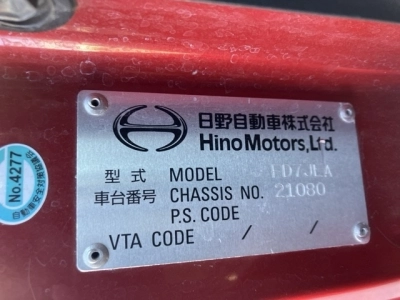 日野自動車株式会社
Hino Motors, Ltd.
型式 MODEL FD7JLA
車台番号 CHASSIS NO. 21080
P.S. CODE
VTA CODE / /
No.4277